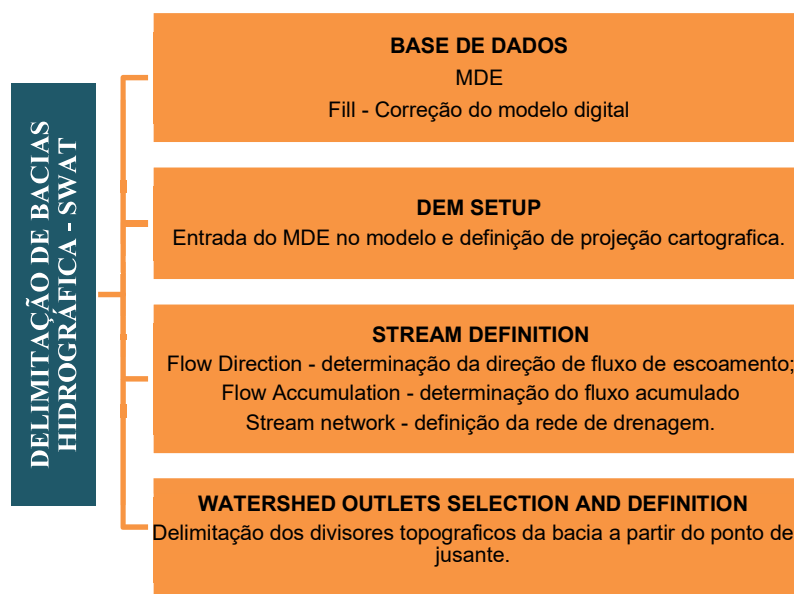 DELIMITAÇÃO DE BACIAS
HIDROGRÁFICA - SWAT
BASE DE DADOS
MDE
Fill - Correção do modelo digital
DEM SETUP
Entrada do MDE no modelo e definição de projeção cartografica.
STREAM DEFINITION
Flow Direction - determinação da direção de fluxo de escoamento;
Flow Accumulation - determinação do fluxo acumulado
Stream network - definição da rede de drenagem.
WATERSHED OUTLETS SELECTION AND DEFINITION
Delimitação dos divisores topograficos da bacia a partir do ponto de
jusante.